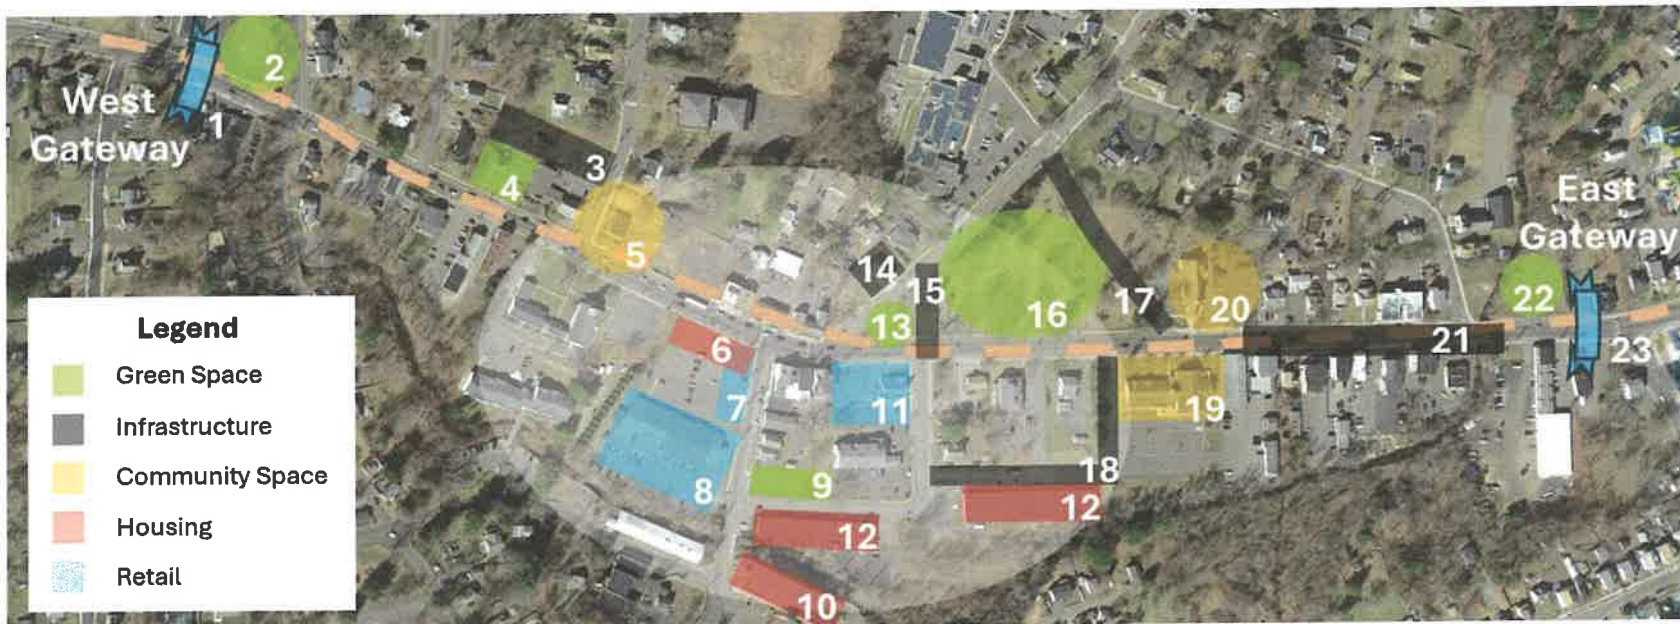 West
Gateway
1
2
3
4
5
6
7
8
9
10
11
12
12
13
14
15
16
17
18
19
20
21
22
East
Gateway
23
Legend
Green Space
Infrastructure
Community Space
Housing
Retail